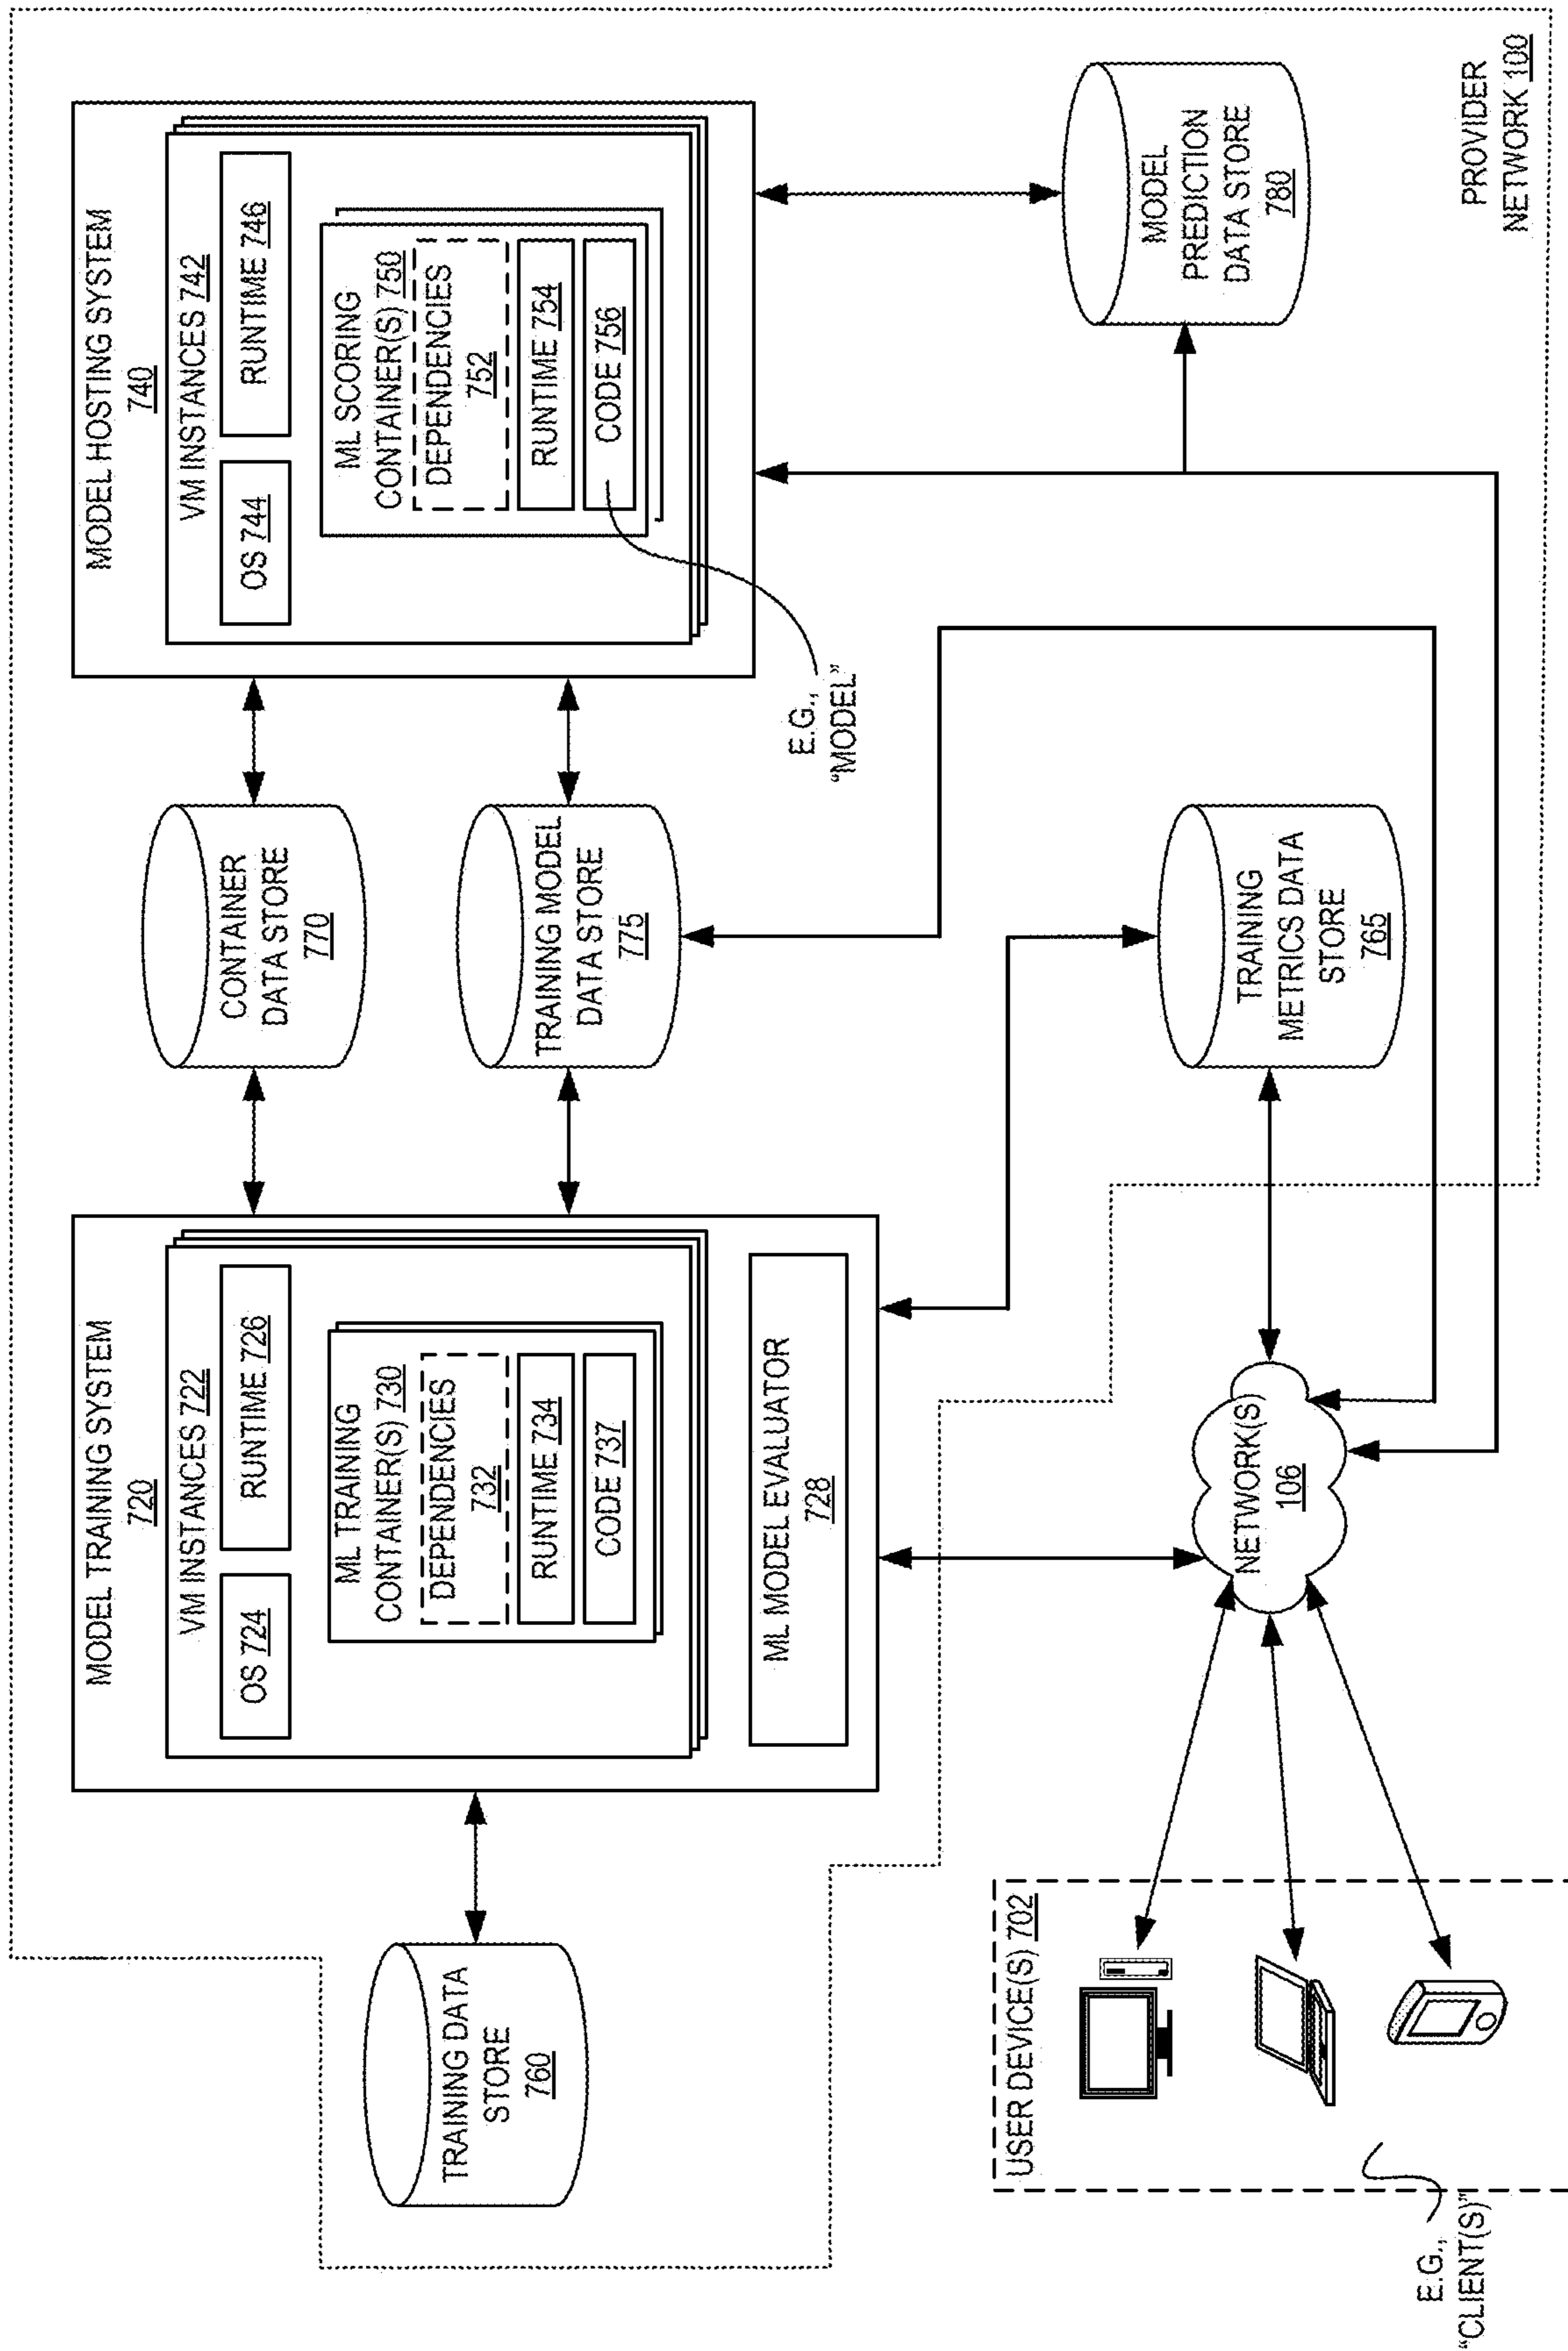 MODEL TRAINING SYSTEM
720
VM INSTANCES 722
OS 724
RUNTIME 726
ML TRAINING
CONTAINER(S) 730
DEPENDENCIES
732
RUNTIME 734
CODE 737
ML MODEL EVALUATOR
728
TRAINING DATA
STORE
760
CONTAINER
DATA STORE
770
TRAINING MODEL
DATA STORE
775
MODEL HOSTING SYSTEM
740
VM INSTANCES 742
OS 744
RUNTIME 746
ML SCORING
CONTAINER(S) 750
DEPENDENCIES
752
RUNTIME 754
CODE 756
E.G.,
“MODEL”
TRAINING
METRICS DATA
STORE
765
MODEL
PREDICTION
DATA STORE
780
USER DEVICE(S) 702
E.G.,
“CLIENT(S)”
NETWORK(S)
106
PROVIDER
NETWORK 100